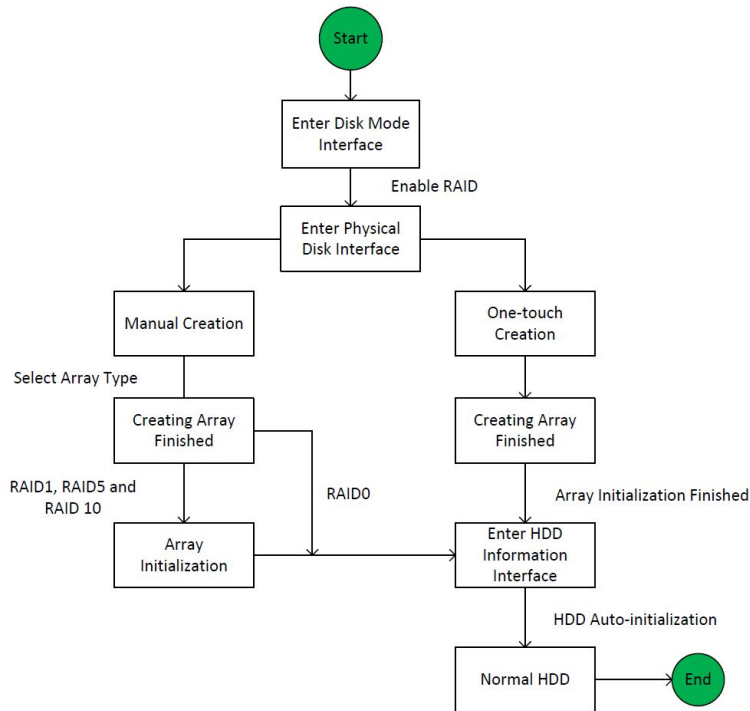 Start
Enter Disk Mode
Interface
Enable RAID
Enter Physical
Disk Interface
Manual Creation
One-touch
Creation
Select Array Type
Creating Array
Finished
Creating Array
Finished
RAID1, RAID5 and
RAID 10
RAID0
Array Initialization Finished
Array
Initialization
Enter HDD
Information
Interface
HDD Auto-initialization
Normal HDD
End